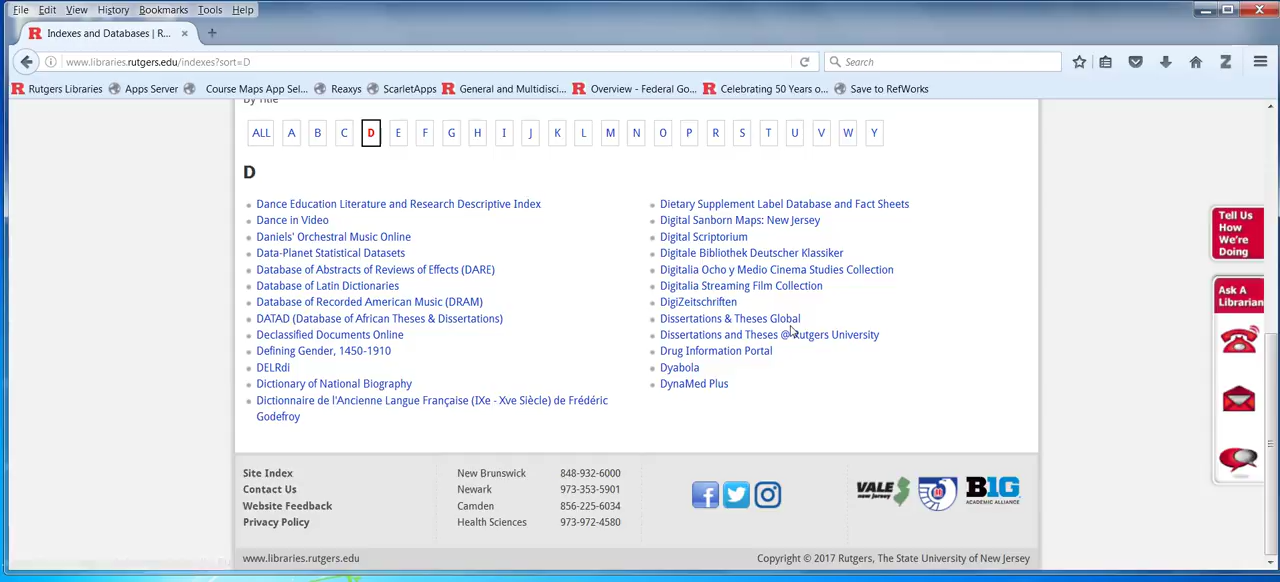 File Edit View History Bookmarks Tools Help
Indexes and Databases | R...
www.libraries.rutgers.edu/indexes?sort=D
Search
Rutgers Libraries Apps Server Course Maps App Sel... Reaxys ScarletApps General and Multidisci... Overview - Federal Go... Celebrating 50 Years o... Save to RefWorks
By Title
ALL A B C D E F G H I J K L M N O P R S T U V W Y
D
Dance Education Literature and Research Descriptive Index
Dance in Video
Daniels' Orchestral Music Online
Data-Planet Statistical Datasets
Database of Abstracts of Reviews of Effects (DARE)
Database of Latin Dictionaries
Database of Recorded American Music (DRAM)
DATAD (Database of African Theses & Dissertations)
Declassified Documents Online
Defining Gender, 1450-1910
DELRdi
Dictionary of National Biography
Dictionnaire de l'Ancienne Langue Française (IXe - Xve Siècle) de Frédéric
Godefroy
Dietary Supplement Label Database and Fact Sheets
Digital Sanborn Maps: New Jersey
Digital Scriptorium
Digitale Bibliothek Deutscher Klassiker
Digitalia Ocho y Medio Cinema Studies Collection
Digitalia Streaming Film Collection
DigiZeitschriften
Dissertations & Theses Global
Dissertations and Theses @ Rutgers University
Drug Information Portal
Dyabola
DynaMed Plus
Tell Us
How
We're
Doing
Ask A
Librarian
Site Index
Contact Us
Website Feedback
Privacy Policy
New Brunswick 848-932-6000
Newark 973-353-5901
Camden 856-225-6034
Health Sciences 973-972-4580
VALE
new jersey
B1G
ACADEMIC ALLIANCE
www.libraries.rutgers.edu
Copyright © 2017 Rutgers, The State University of New Jersey